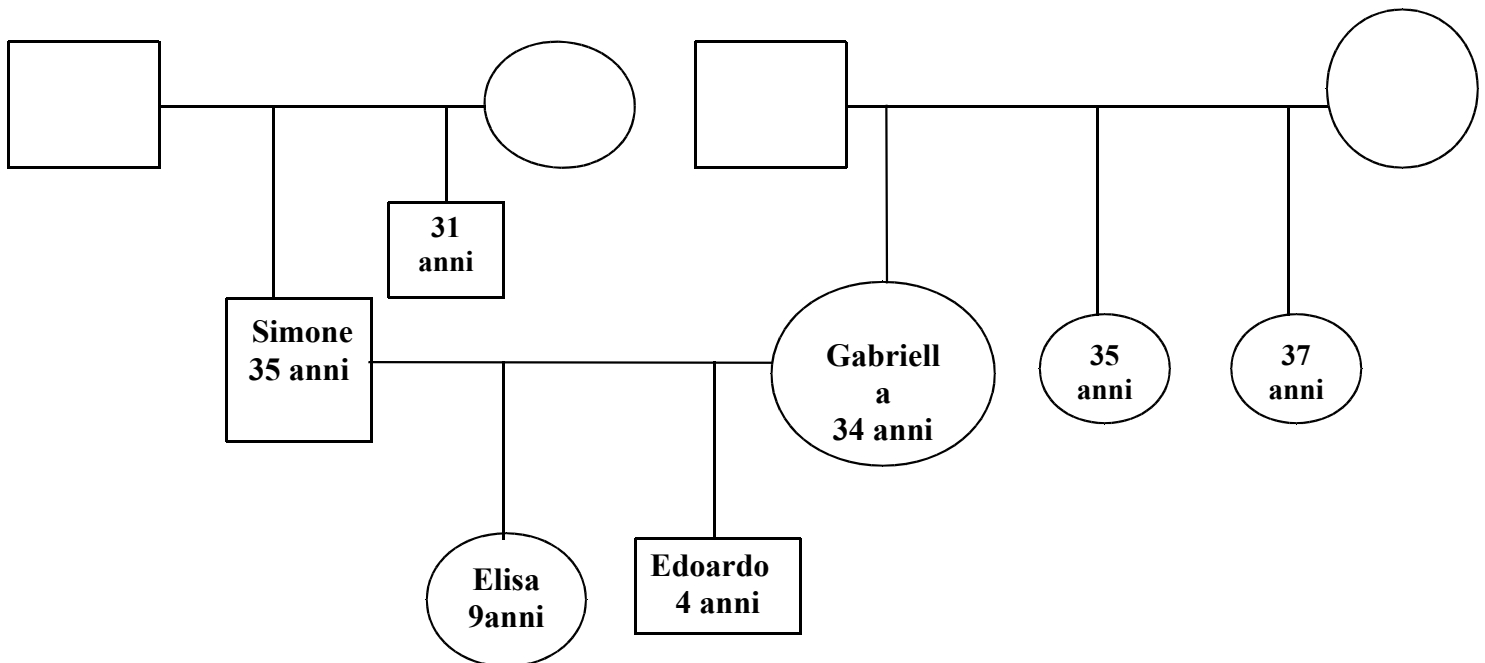 31
anni
Simone
35 anni
Gabriell
a
34 anni
35
anni
37
anni
Elisa
9anni
Edoardo
4 anni